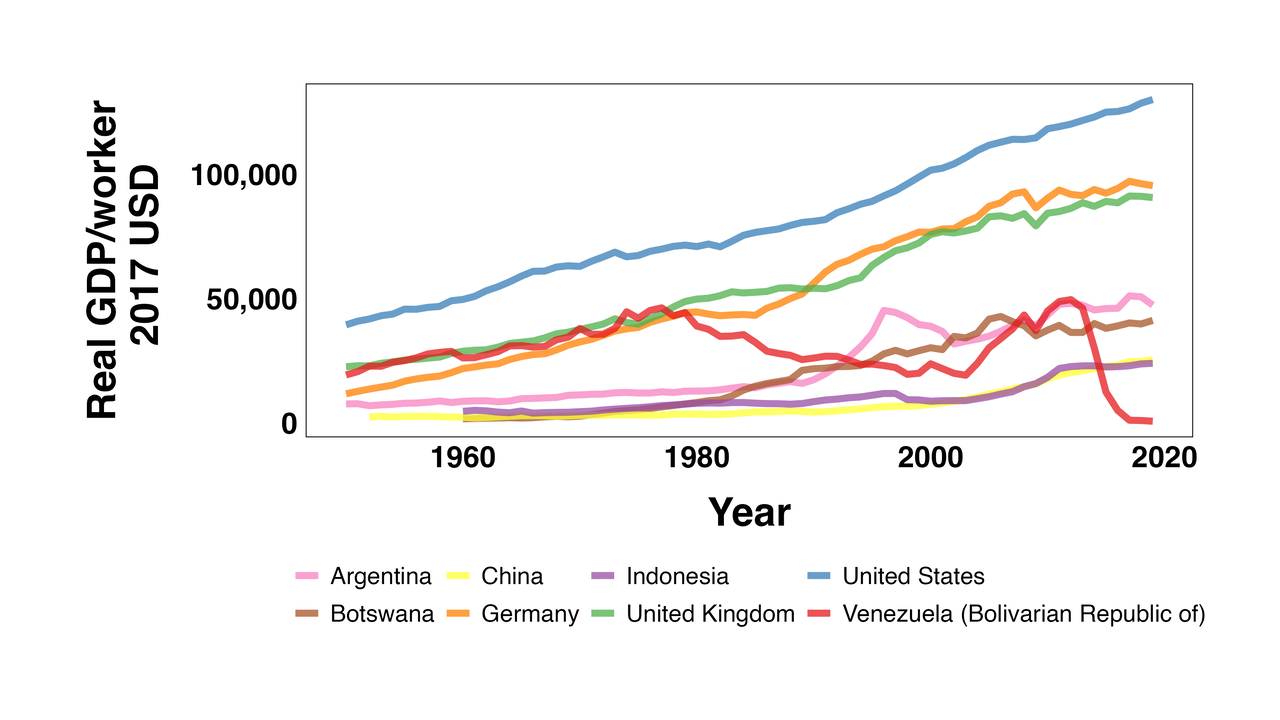 Real GDP/worker
2017 USD
100,000
50,000
0
1960 1980 2000 2020
Year
Argentina China Indonesia United States
Botswana Germany United Kingdom Venezuela (Bolivarian Republic of)